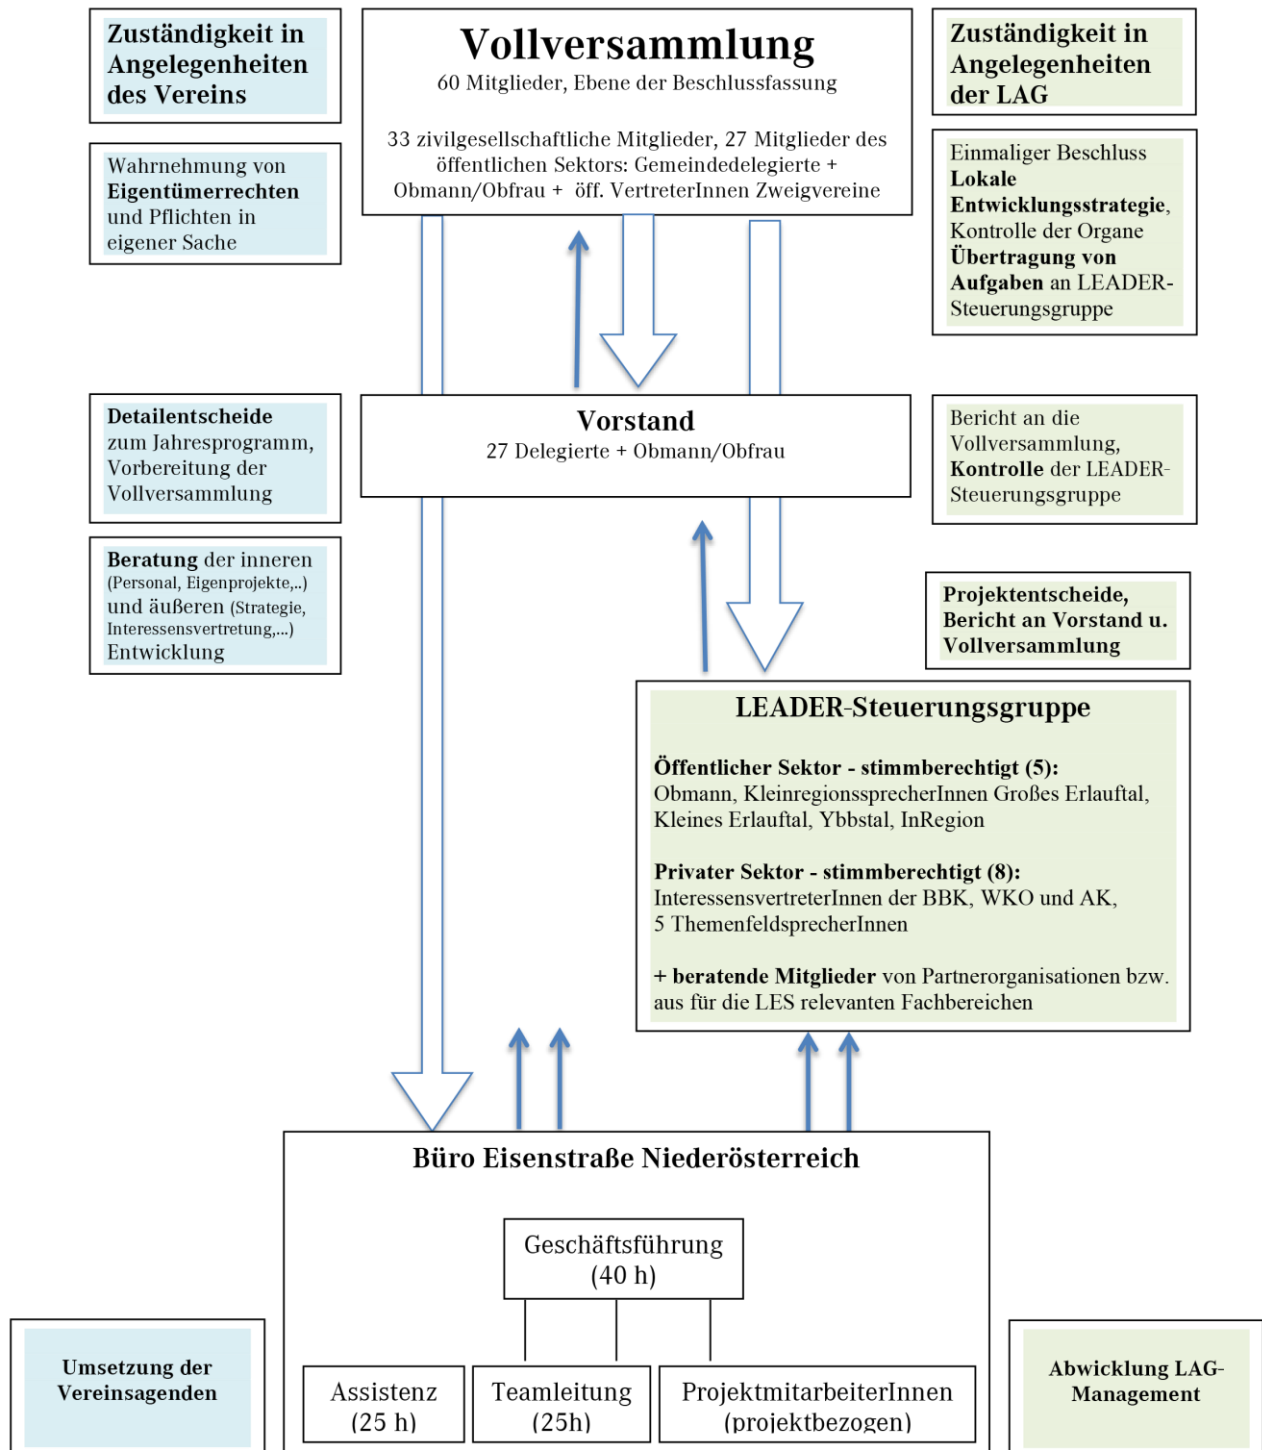 Zuständigkeit in
Angelegenheiten
des Vereins
Vollversammlung
60 Mitglieder, Ebene der Beschlussfassung
33 zivilgesellschaftliche Mitglieder, 27 Mitglieder des
öffentlichen Sektors: Gemeindedelegierte +
Obmann/Obfrau + öff. VertreterInnen Zweigvereine
Zuständigkeit in
Angelegenheiten
der LAG
Wahrnehmung von
Eigentümerrechten
und Pflichten in
eigener Sache
Einmaliger Beschluss
Lokale
Entwicklungsstrategie,
Kontrolle der Organe
Übertragung von
Aufgaben an LEADER-
Steuerungsgruppe
Detailentscheide
zum Jahresprogramm,
Vorbereitung der
Vollversammlung
Vorstand
27 Delegierte + Obmann/Obfrau
Bericht an die
Vollversammlung,
Kontrolle der LEADER-
Steuerungsgruppe
Beratung der inneren
(Personal, Eigenprojekte,..)
und äußeren (Strategie,
Interessensvertretung,...)
Entwicklung
Projektentscheide,
Bericht an Vorstand u.
Vollversammlung
LEADER-Steuerungsgruppe
Öffentlicher Sektor - stimmberechtigt (5):
Obmann, KleinregionssprecherInnen Großes Erlauftal,
Kleines Erlauftal, Ybbstal, InRegion
Privater Sektor - stimmberechtigt (8):
InteressensvertreterInnen der BBK, WKO und AK,
5 ThemenfeldsprecherInnen
+ beratende Mitglieder von Partnerorganisationen bzw.
aus für die LES relevanten Fachbereichen
Büro Eisenstraße Niederösterreich
Geschäftsführung
(40 h)
Umsetzung der
Vereinsagenden
Assistenz
(25 h)
Teamleitung
(25h)
ProjektmitarbeiterInnen
(projektbezogen)
Abwicklung LAG-
Management